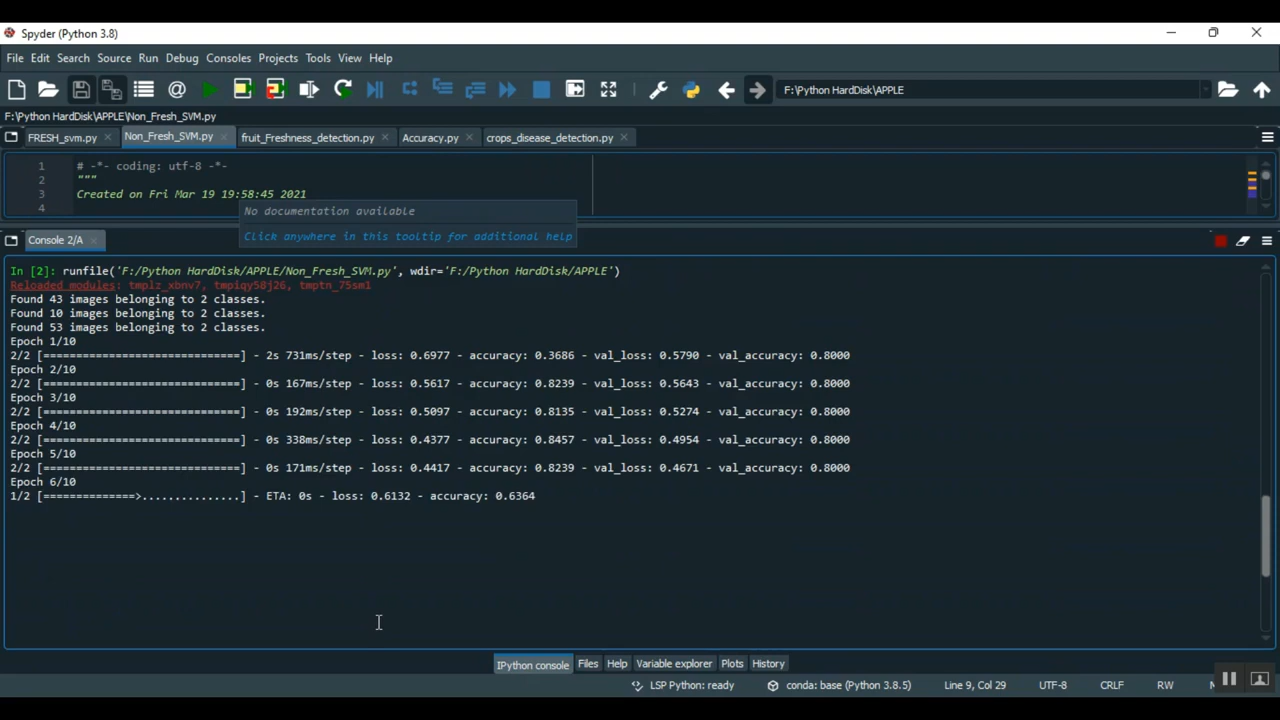 Spyder (Python 3.8)
File Edit Search Source Run Debug Consoles Projects Tools View Help
F:\Python HardDisk\APPLE
F:\Python HardDisk\APPLE\Non_Fresh_SVM.py
FRESH_svm.py Non_Fresh_SVM.py fruit_Freshness_detection.py Accuracy.py crops_disease_detection.py
1 # -*- coding: utf-8 -*-
2 """
3 Created on Fri Mar 19 19:58:45 2021
4
No documentation available
Click anywhere in this tooltip for additional help
Console 2/A
In [2]: runfile('F:/Python HardDisk/APPLE/Non_Fresh_SVM.py', wdir='F:/Python HardDisk/APPLE')
Reloaded modules: tmplz_xbnv7, tmpiqy58j26, tmptn_75sm1
Found 43 images belonging to 2 classes.
Found 10 images belonging to 2 classes.
Found 53 images belonging to 2 classes.
Epoch 1/10
2/2 [==============================] - 2s 731ms/step - loss: 0.6977 - accuracy: 0.3686 - val_loss: 0.5790 - val_accuracy: 0.8000
Epoch 2/10
2/2 [==============================] - 0s 167ms/step - loss: 0.5617 - accuracy: 0.8239 - val_loss: 0.5643 - val_accuracy: 0.8000
Epoch 3/10
2/2 [==============================] - 0s 192ms/step - loss: 0.5097 - accuracy: 0.8135 - val_loss: 0.5274 - val_accuracy: 0.8000
Epoch 4/10
2/2 [==============================] - 0s 338ms/step - loss: 0.4377 - accuracy: 0.8457 - val_loss: 0.4954 - val_accuracy: 0.8000
Epoch 5/10
2/2 [==============================] - 0s 171ms/step - loss: 0.4417 - accuracy: 0.8239 - val_loss: 0.4671 - val_accuracy: 0.8000
Epoch 6/10
1/2 [==============>...............] - ETA: 0s - loss: 0.6132 - accuracy: 0.6364
IPython console Files Help Variable explorer Plots History
LSP Python: ready conda: base (Python 3.8.5) Line 9, Col 29 UTF-8 CRLF RW